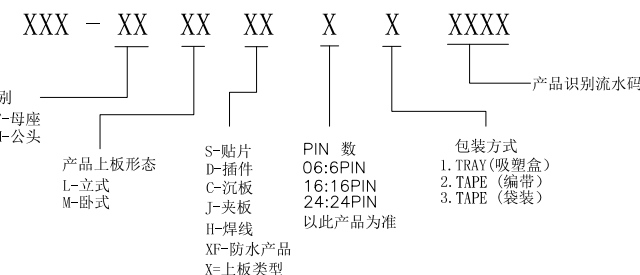 XXX - XX XX XX X X XXXX
产品识别流水码
别
-母座
-公头
产品上板形态
L-立式
M-卧式
S-贴片
D-插件
C-沉板
J-夹板
H-焊线
XF-防水产品
X=上板类型
PIN 数
06:6PIN
16:16PIN
24:24PIN
以此产品为准
包装方式
1.TRAY(吸塑盒)
2.TAPE (编带)
3.TAPE (袋装)